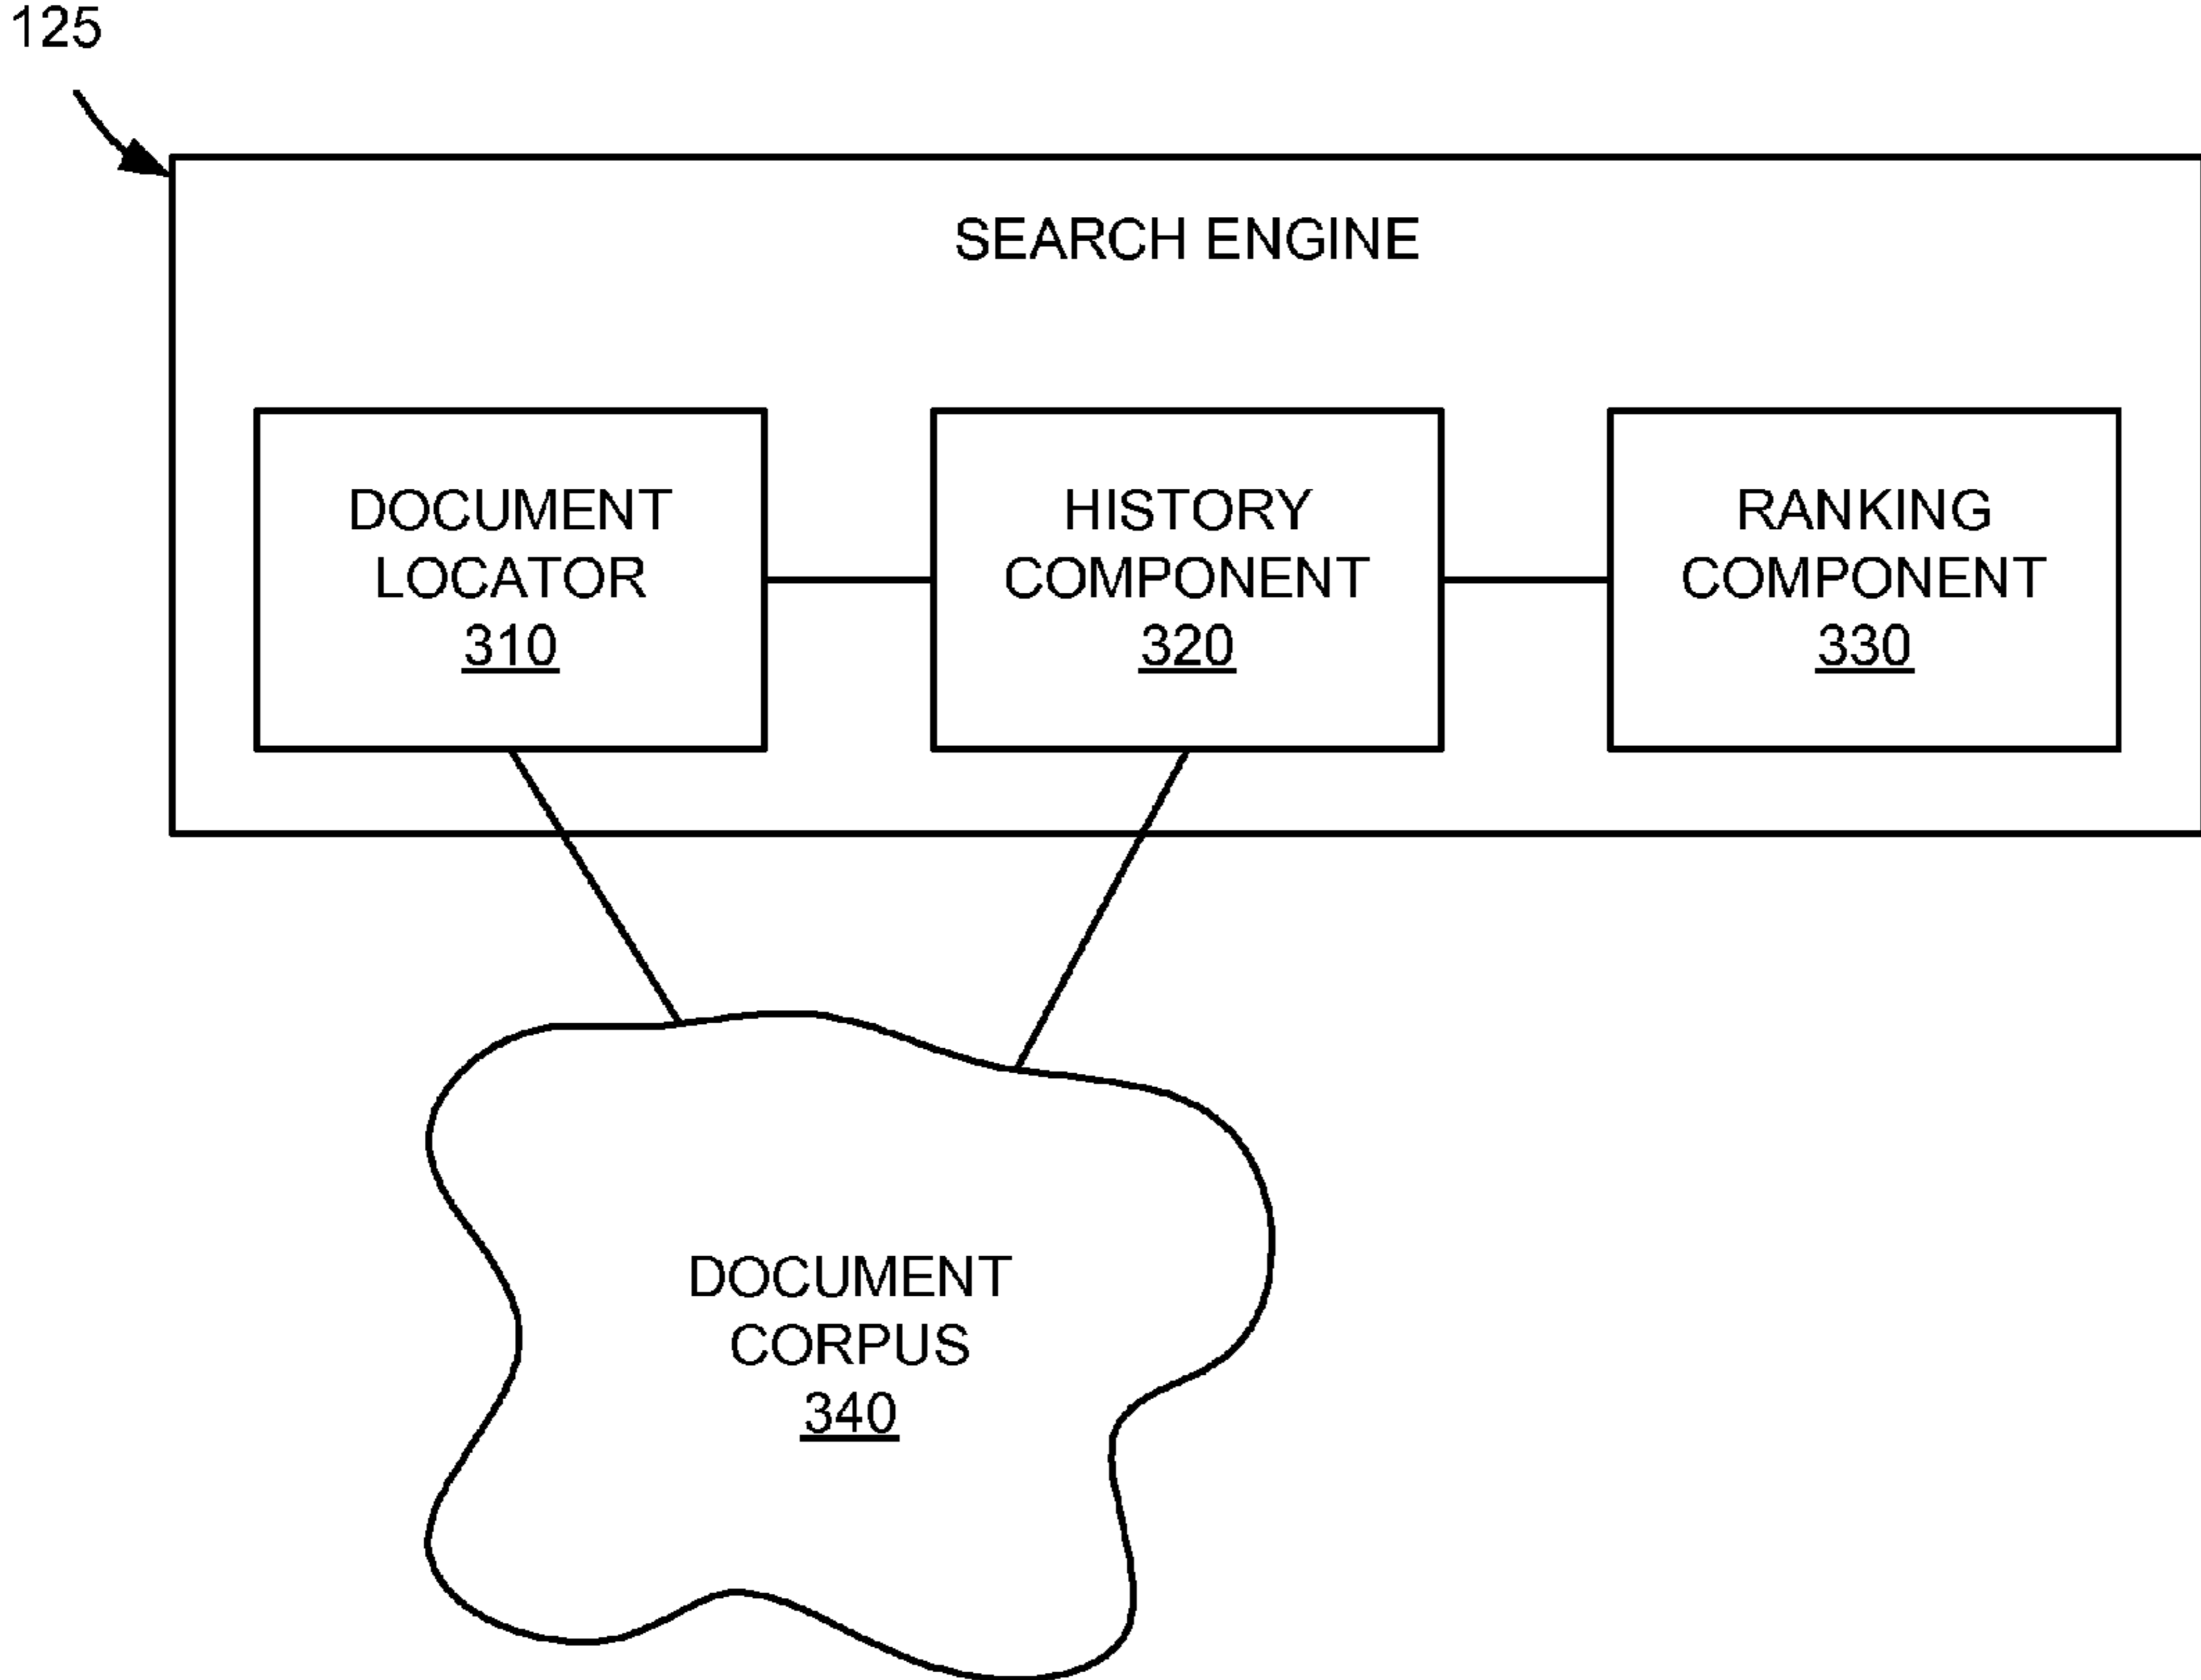 125
SEARCH ENGINE
DOCUMENT
LOCATOR
310
HISTORY
COMPONENT
320
RANKING
COMPONENT
330
DOCUMENT
CORPUS
340